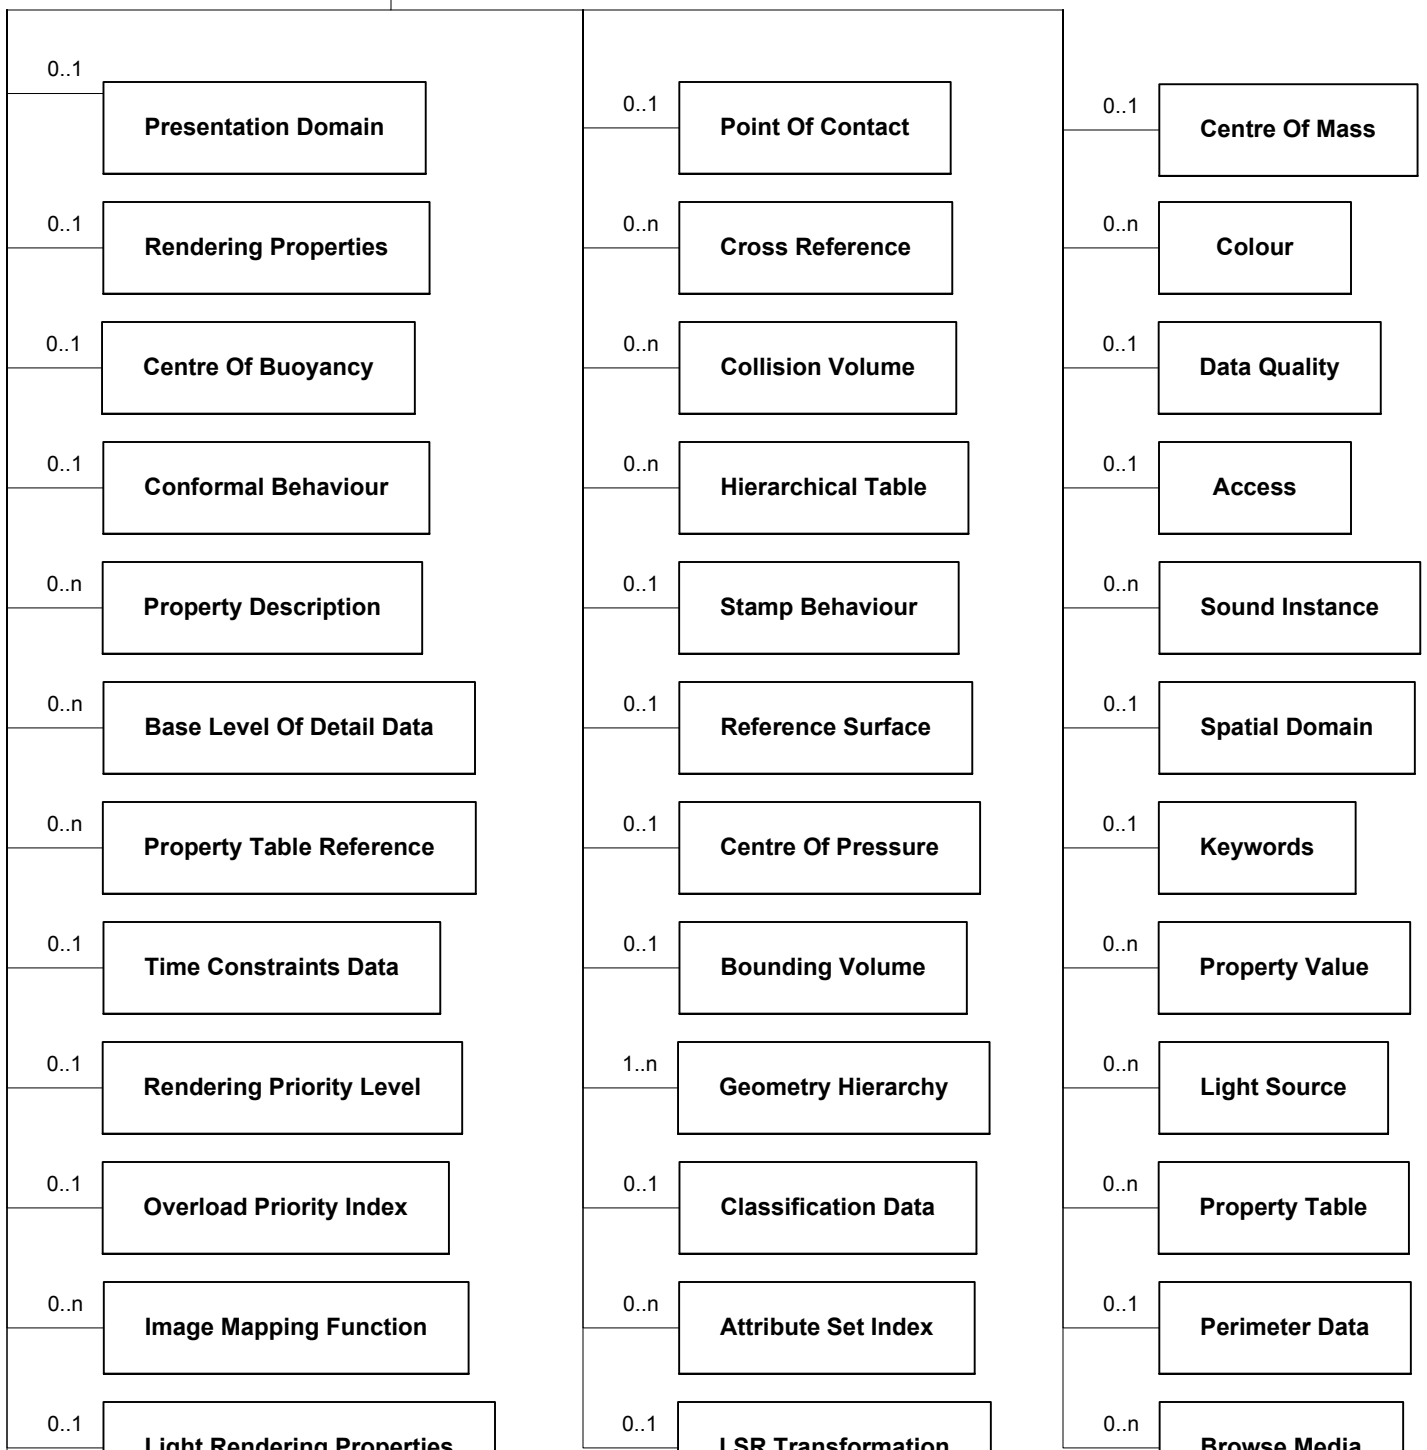 0..1
Presentation Domain
0..1
Point Of Contact
0..1
Centre Of Mass
0..1
Rendering Properties
0..n
Cross Reference
0..n
Colour
0..1
Centre Of Buoyancy
0..n
Collision Volume
0..1
Data Quality
0..1
Conformal Behaviour
0..n
Hierarchical Table
0..1
Access
0..n
Property Description
0..1
Stamp Behaviour
0..n
Sound Instance
0..n
Base Level Of Detail Data
0..1
Reference Surface
0..1
Spatial Domain
0..n
Property Table Reference
0..1
Centre Of Pressure
0..1
Keywords
0..1
Time Constraints Data
0..1
Bounding Volume
0..n
Property Value
0..1
Rendering Priority Level
1..n
Geometry Hierarchy
0..n
Light Source
0..1
Overload Priority Index
0..1
Classification Data
0..n
Property Table
0..n
Image Mapping Function
0..n
Attribute Set Index
0..1
Perimeter Data
0..1
Light Rendering Properties
0..1
LSR Transformation
0..n
Browse Media